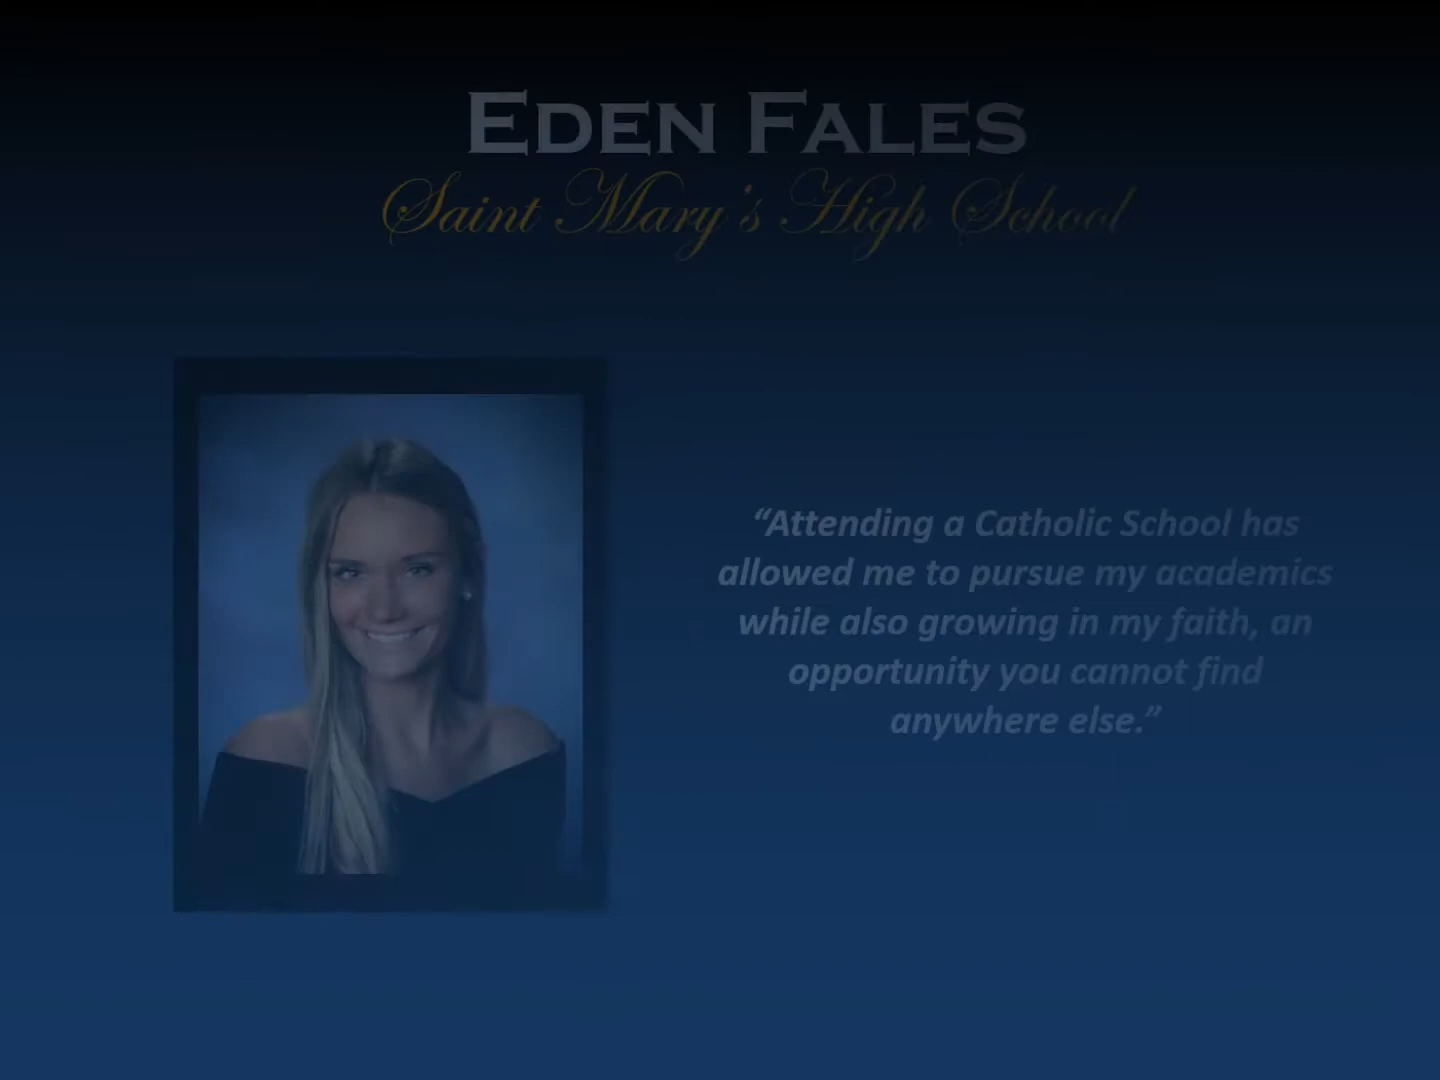 EDEN FALES
Saint Mary's High School
“Attending a Catholic School has
allowed me to pursue my academics
while also growing in my faith, an
opportunity you cannot find
anywhere else.”